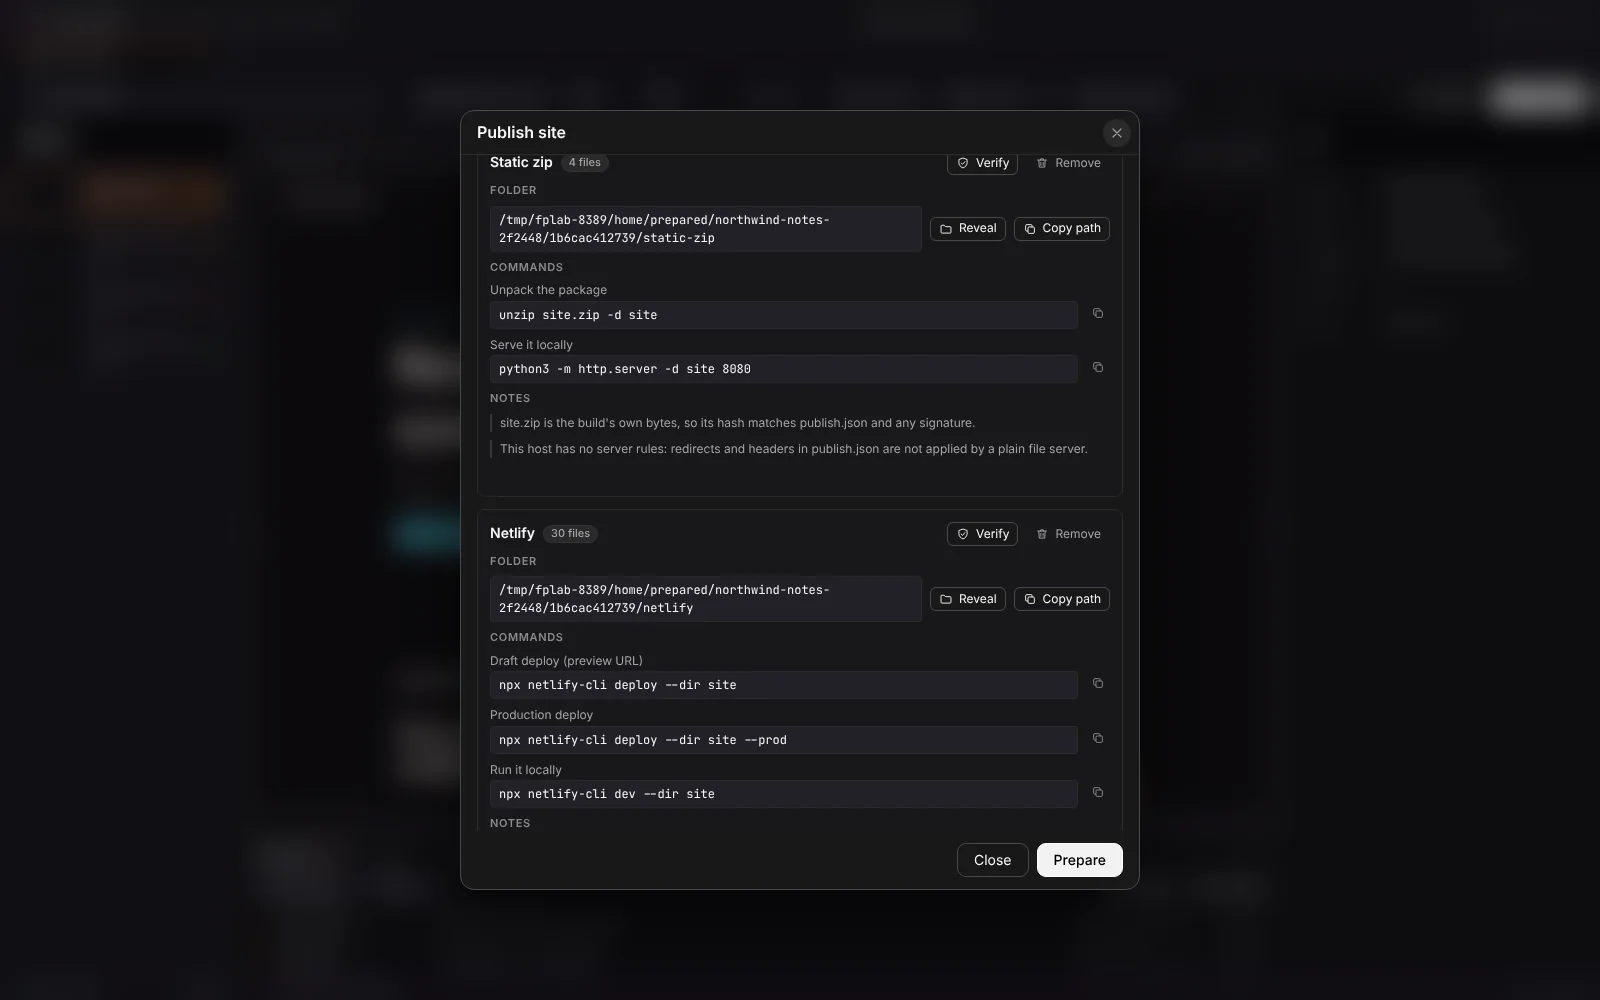 Publish site
Static zip
4 files
Verify
Remove
FOLDER
/tmp/fplab-8389/home/prepared/northwind-notes-
2f2448/1b6cac412739/static-zip
Reveal
Copy path
COMMANDS
Unpack the package
unzip site.zip -d site
Serve it locally
python3 -m http.server -d site 8080
NOTES
site.zip is the build's own bytes, so its hash matches publish.json and any signature.
This host has no server rules: redirects and headers in publish.json are not applied by a plain file server.
Netlify
30 files
Verify
Remove
FOLDER
/tmp/fplab-8389/home/prepared/northwind-notes-
2f2448/1b6cac412739/netlify
Reveal
Copy path
COMMANDS
Draft deploy (preview URL)
npx netlify-cli deploy --dir site
Production deploy
npx netlify-cli deploy --dir site --prod
Run it locally
npx netlify-cli dev --dir site
NOTES
Close
Prepare